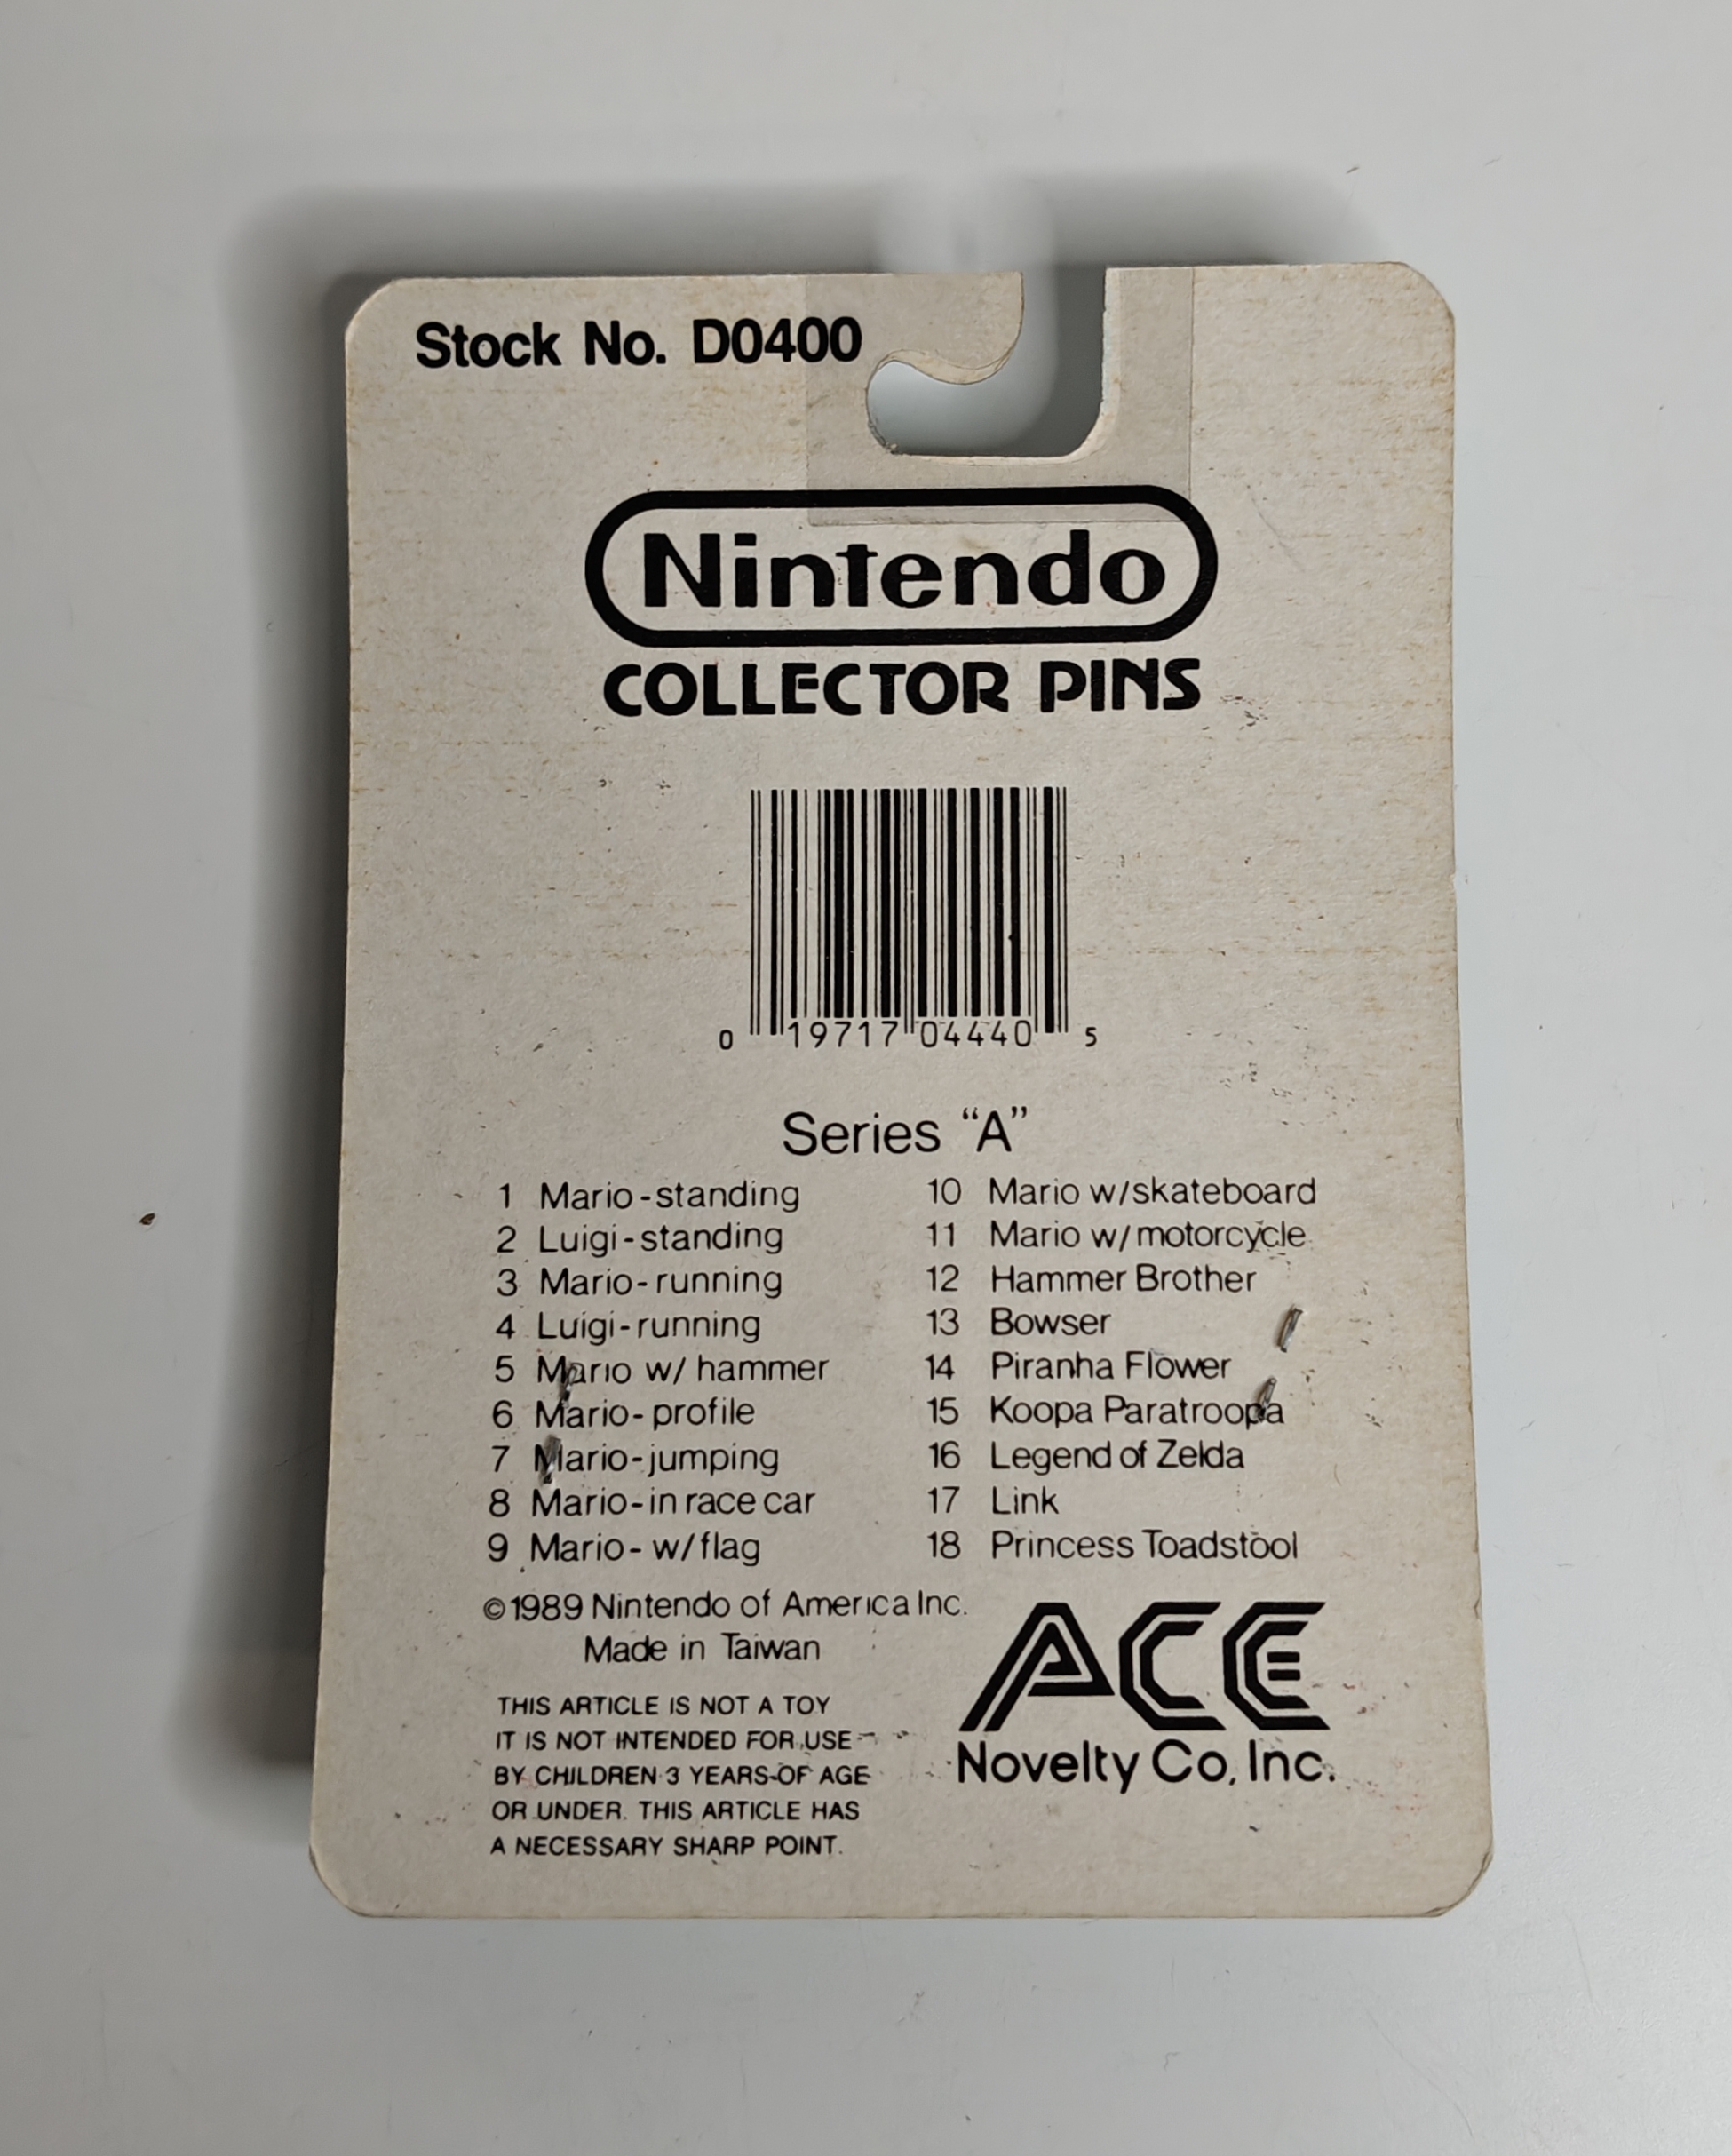 Stock No. D0400
Nintendo
COLLECTOR PINS
0 19717 04440 5
Series “A”
1 Mario-standing
2 Luigi-standing
3 Mario-running
4 Luigi-running
5 Mario w/ hammer
6 Mario-profile
7 Mario-jumping
8 Mario-in race car
9 Mario-w/flag
10 Mario w/skateboard
11 Mario w/motorcycle
12 Hammer Brother
13 Bowser
14 Piranha Flower
15 Koopa Paratroopa
16 Legend of Zelda
17 Link
18 Princess Toadstool
©1989 Nintendo of America Inc.
Made in Taiwan
THIS ARTICLE IS NOT A TOY
IT IS NOT INTENDED FOR USE
BY CHILDREN 3 YEARS OF AGE
OR UNDER. THIS ARTICLE HAS
A NECESSARY SHARP POINT.
ACE
Novelty Co, Inc.